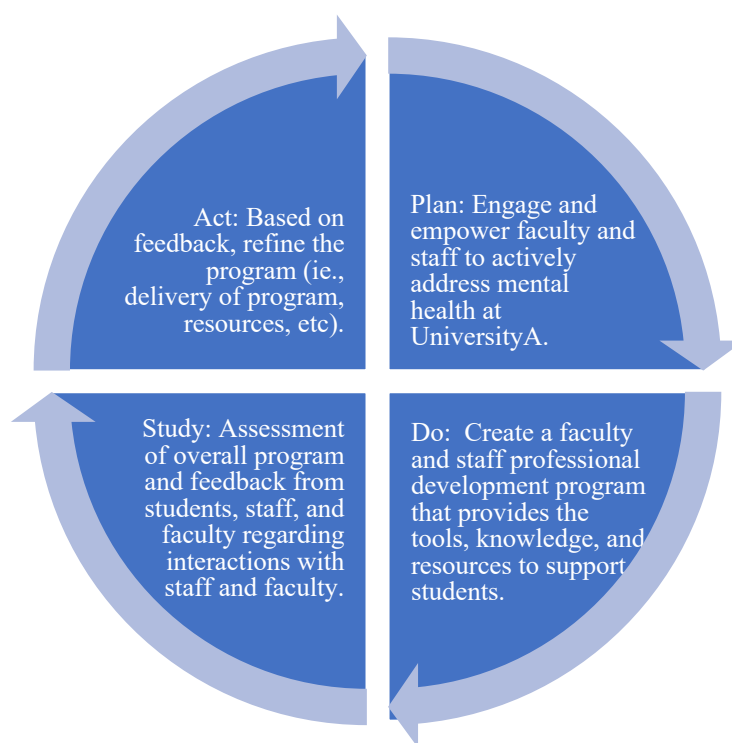 Act: Based on
feedback, refine the
program (ie.,
delivery of program,
resources, etc).
Plan: Engage and
empower faculty and
staff to actively
address mental
health at
UniversityA.
Study: Assessment
of overall program
and feedback from
students, staff, and
faculty regarding
interactions with
staff and faculty.
Do:  Create a faculty
and staff professional
development program
that provides the
tools, knowledge, and
resources to support
students.